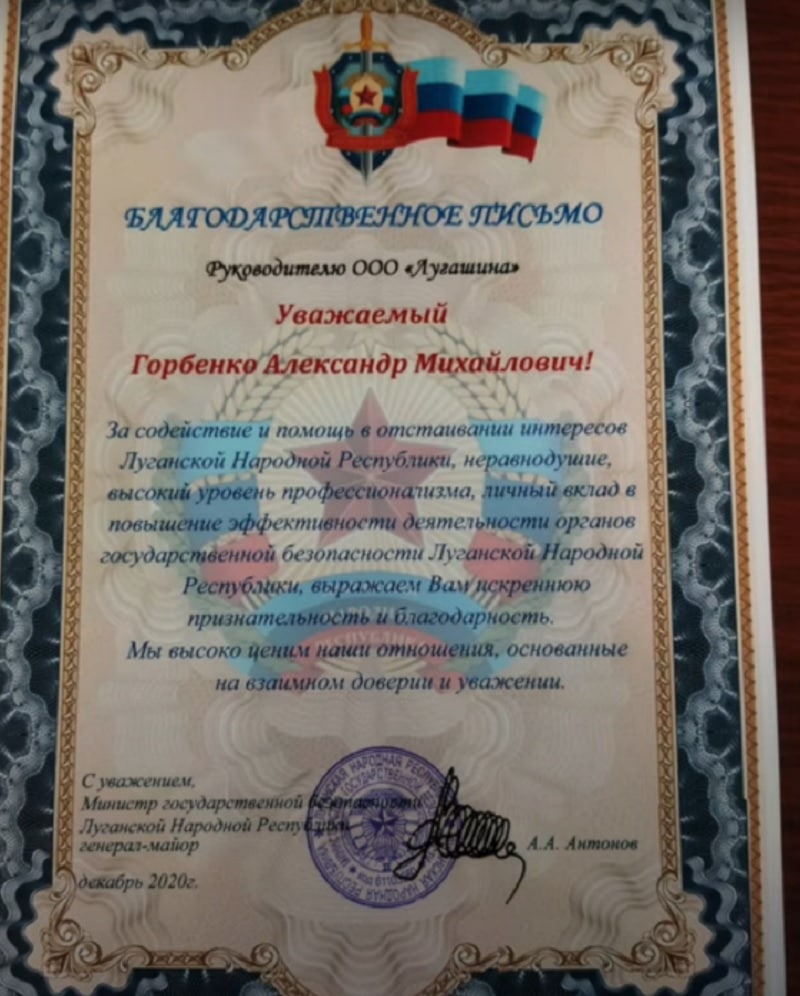 БЛАГОДАРСТВЕННОЕ ПИСЬМО
Руководителю ООО «Лугашина»
Уважаемый
Горбенко Александр Михайлович!
За содействие и помощь в отстаивании интересов
Луганской Народной Республики, неравнодушие,
высокий уровень профессионализма, личный вклад в
повышение эффективности деятельности органов
государственной безопасности Луганской Народной
Республики, выражаем Вам искреннюю
признательность и благодарность.
Мы высоко ценим наши отношения, основанные
на взаимном доверии и уважении.
С уважением,
Министр государственной безопасности
Луганской Народной Республики
генерал-майор
А.А. Антонов
декабрь 2020г.